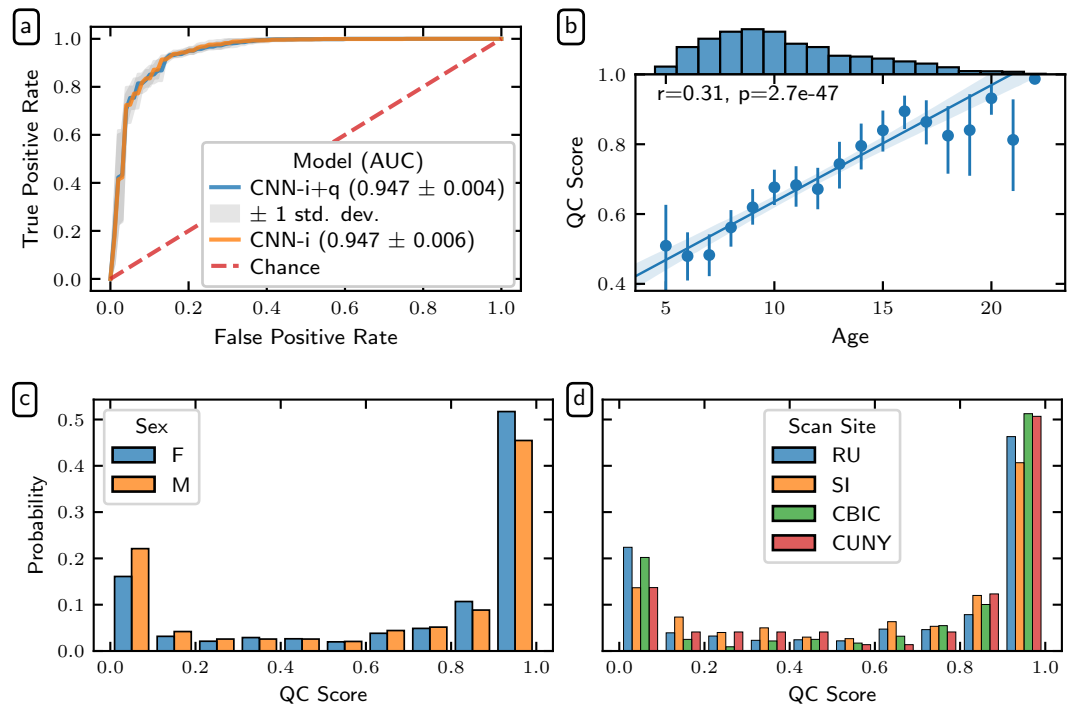 a
True Positive Rate
1.0
0.8
0.6
0.4
0.2
0.0
Model (AUC)
CNN-i+q (0.947 ± 0.004)
± 1 std. dev.
CNN-i (0.947 ± 0.006)
Chance
0.0 0.2 0.4 0.6 0.8 1.0
False Positive Rate
b
r=0.31, p=2.7e-47
QC Score
1.0
0.8
0.6
0.4
5 10 15 20
Age
c
Probability
0.5
0.4
0.3
0.2
0.1
0.0
Sex
F
M
0.0 0.2 0.4 0.6 0.8 1.0
QC Score
d
Scan Site
RU
SI
CBIC
CUNY
0.0 0.2 0.4 0.6 0.8 1.0
QC Score